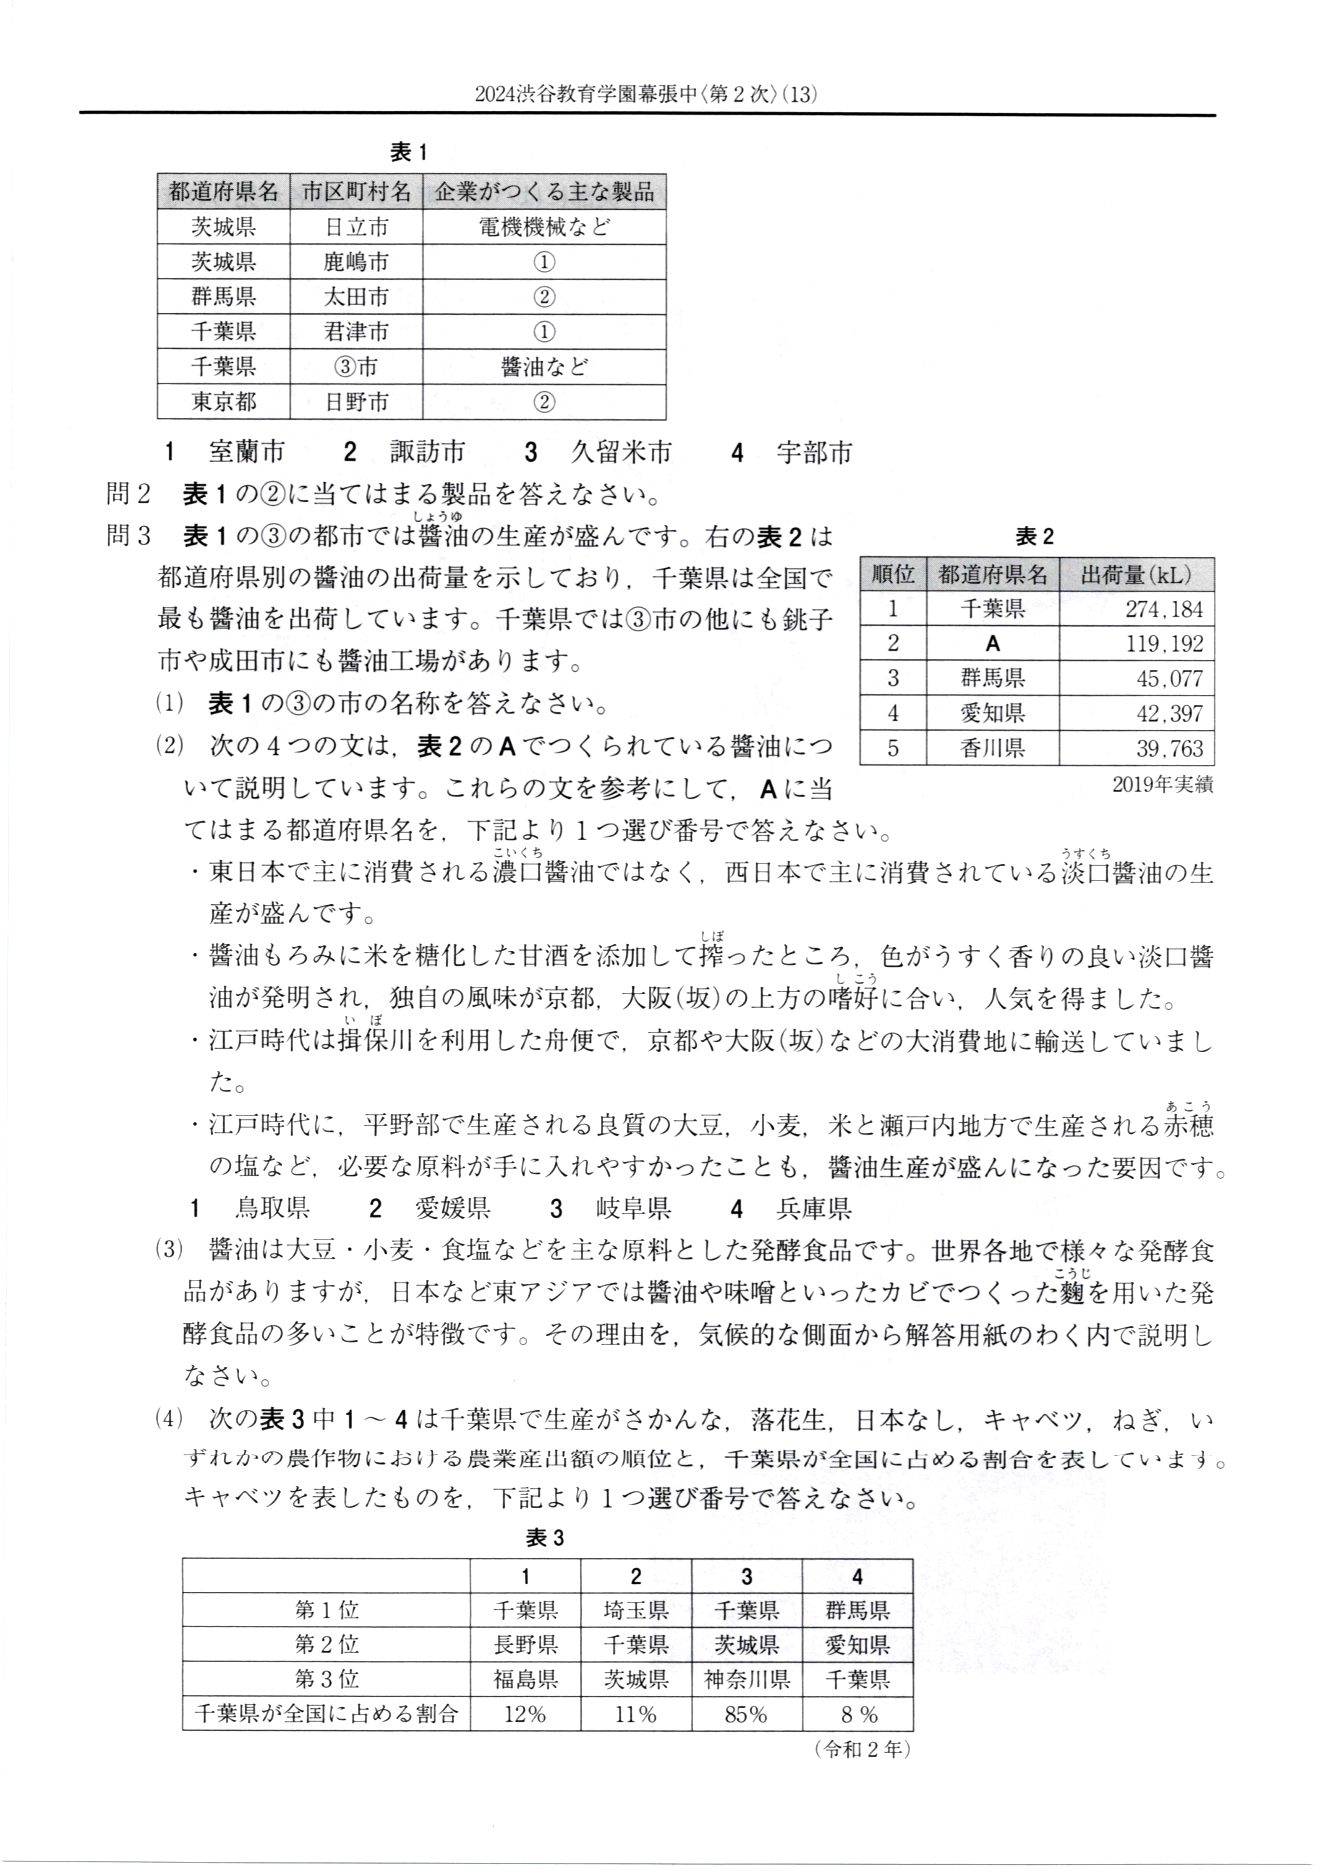 2024渋谷教育学園幕張中〈第2次〉(13)
表1
都道府県名 市区町村名 企業がつくる主な製品
茨城県 日立市 電機機械など
茨城県 鹿嶋市 ①
群馬県 太田市 ②
千葉県 君津市 ①
千葉県 ③市 醬油など
東京都 日野市 ②
1 室蘭市 2 諏訪市 3 久留米市 4 宇部市
問2 表1の②に当てはまる製品を答えなさい。
問3 表1の③の都市では醬油(しょうゆ)の生産が盛んです。右の表2は
都道府県別の醬油の出荷量を示しており，千葉県は全国で
最も醬油を出荷しています。千葉県では③市の他にも銚子
市や成田市にも醬油工場があります。
表2
順位 都道府県名 出荷量(kL)
1 千葉県 274,184
2 A 119,192
3 群馬県 45,077
4 愛知県 42,397
5 香川県 39,763
2019年実績
(1) 表1の③の市の名称を答えなさい。
(2) 次の4つの文は，表2のAでつくられている醬油につ
いて説明しています。これらの文を参考にして，Aに当
てはまる都道府県名を，下記より1つ選び番号で答えなさい。
・東日本で主に消費される濃口(こいくち)醬油ではなく，西日本で主に消費されている淡口(うすくち)醬油の生
産が盛んです。
・醬油もろみに米を糖化した甘酒を添加して搾(しぼ)ったところ，色がうすく香りの良い淡口醬
油が発明され，独自の風味が京都，大阪(坂)の上方の嗜好(しこう)に合い，人気を得ました。
・江戸時代は揖保(いぼ)川を利用した舟便で，京都や大阪(坂)などの大消費地に輸送していまし
た。
・江戸時代に，平野部で生産される良質の大豆，小麦，米と瀬戸内地方で生産される赤穂(あこう)
の塩など，必要な原料が手に入れやすかったことも，醬油生産が盛んになった要因です。
1 鳥取県 2 愛媛県 3 岐阜県 4 兵庫県
(3) 醬油は大豆・小麦・食塩などを主な原料とした発酵食品です。世界各地で様々な発酵食
品がありますが，日本など東アジアでは醬油や味噌といったカビでつくった麴(こうじ)を用いた発
酵食品の多いことが特徴です。その理由を，気候的な側面から解答用紙のわく内で説明し
なさい。
(4) 次の表3中1～4は千葉県で生産がさかんな，落花生，日本なし，キャベツ，ねぎ，い
ずれかの農作物における農業産出額の順位と，千葉県が全国に占める割合を表しています。
キャベツを表したものを，下記より1つ選び番号で答えなさい。
表3
1 2 3 4
第1位 千葉県 埼玉県 千葉県 群馬県
第2位 長野県 千葉県 茨城県 愛知県
第3位 福島県 茨城県 神奈川県 千葉県
千葉県が全国に占める割合 12% 11% 85% 8%
(令和2年)